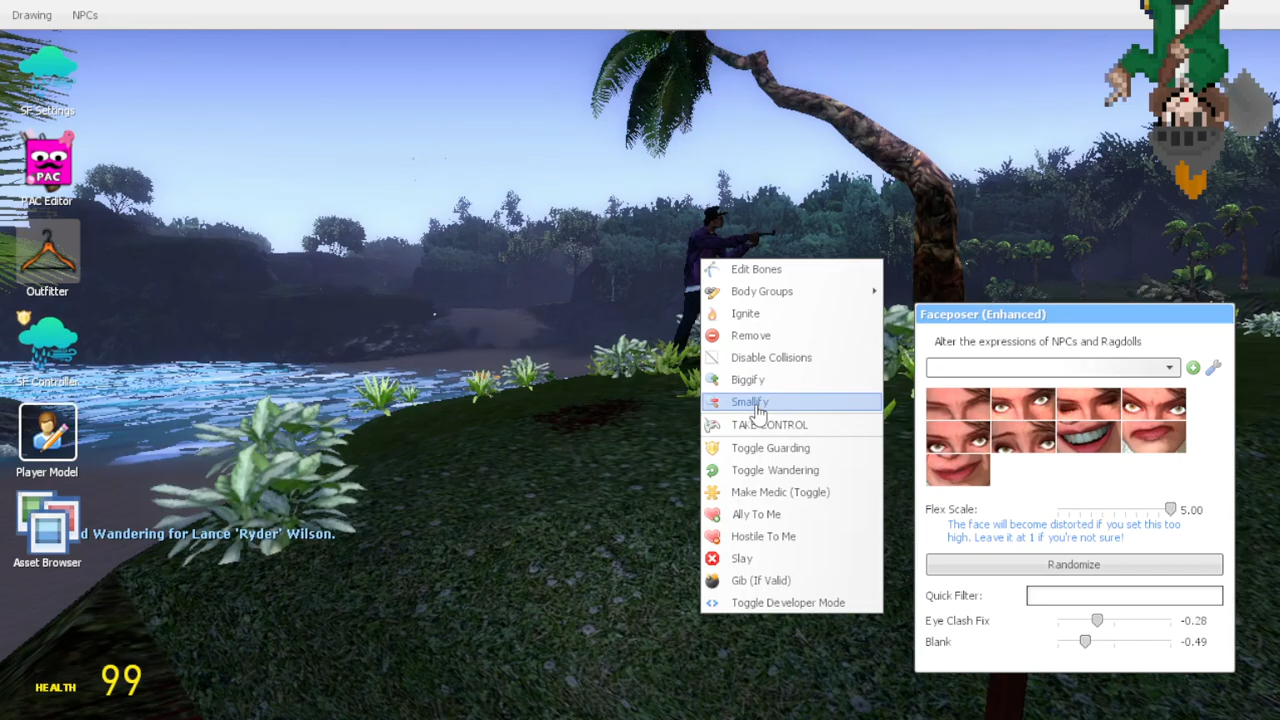 Drawing NPCs
SF Settings
PAC
PAC Editor
Outfitter
SF Controller
Player Model
Asset Browser
d Wandering for Lance 'Ryder' Wilson.
HEALTH 99
Edit Bones
Body Groups
Ignite
Remove
Disable Collisions
Biggify
Smallify
TAKE CONTROL
Toggle Guarding
Toggle Wandering
Make Medic (Toggle)
Ally To Me
Hostile To Me
Slay
Gib (If Valid)
Toggle Developer Mode
Faceposer (Enhanced)
Alter the expressions of NPCs and Ragdolls
Flex Scale: 5.00
The face will become distorted if you set this too
high. Leave it at 1 if you're not sure!
Randomize
Quick Filter:
Eye Clash Fix -0.28
Blank -0.49